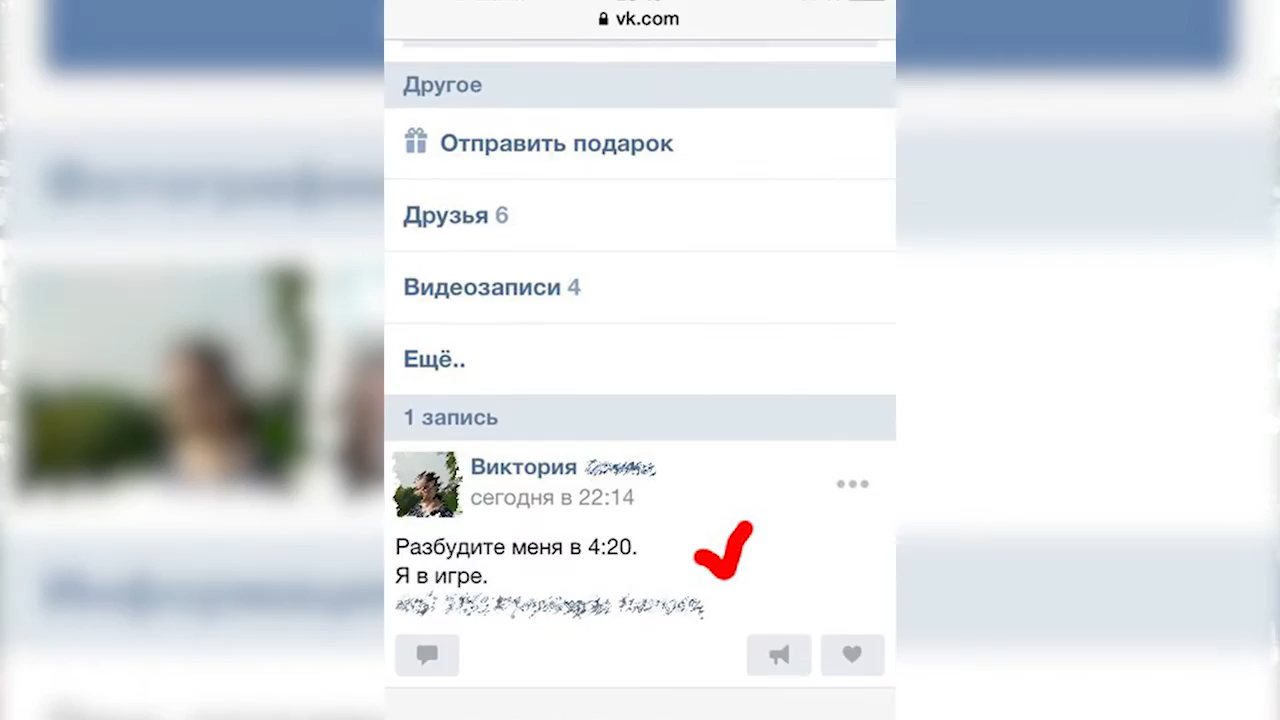 vk.com
Другое
Отправить подарок
Друзья 6
Видеозаписи 4
Ещё..
1 запись
Виктория
сегодня в 22:14
Разбудите меня в 4:20.
Я в игре.